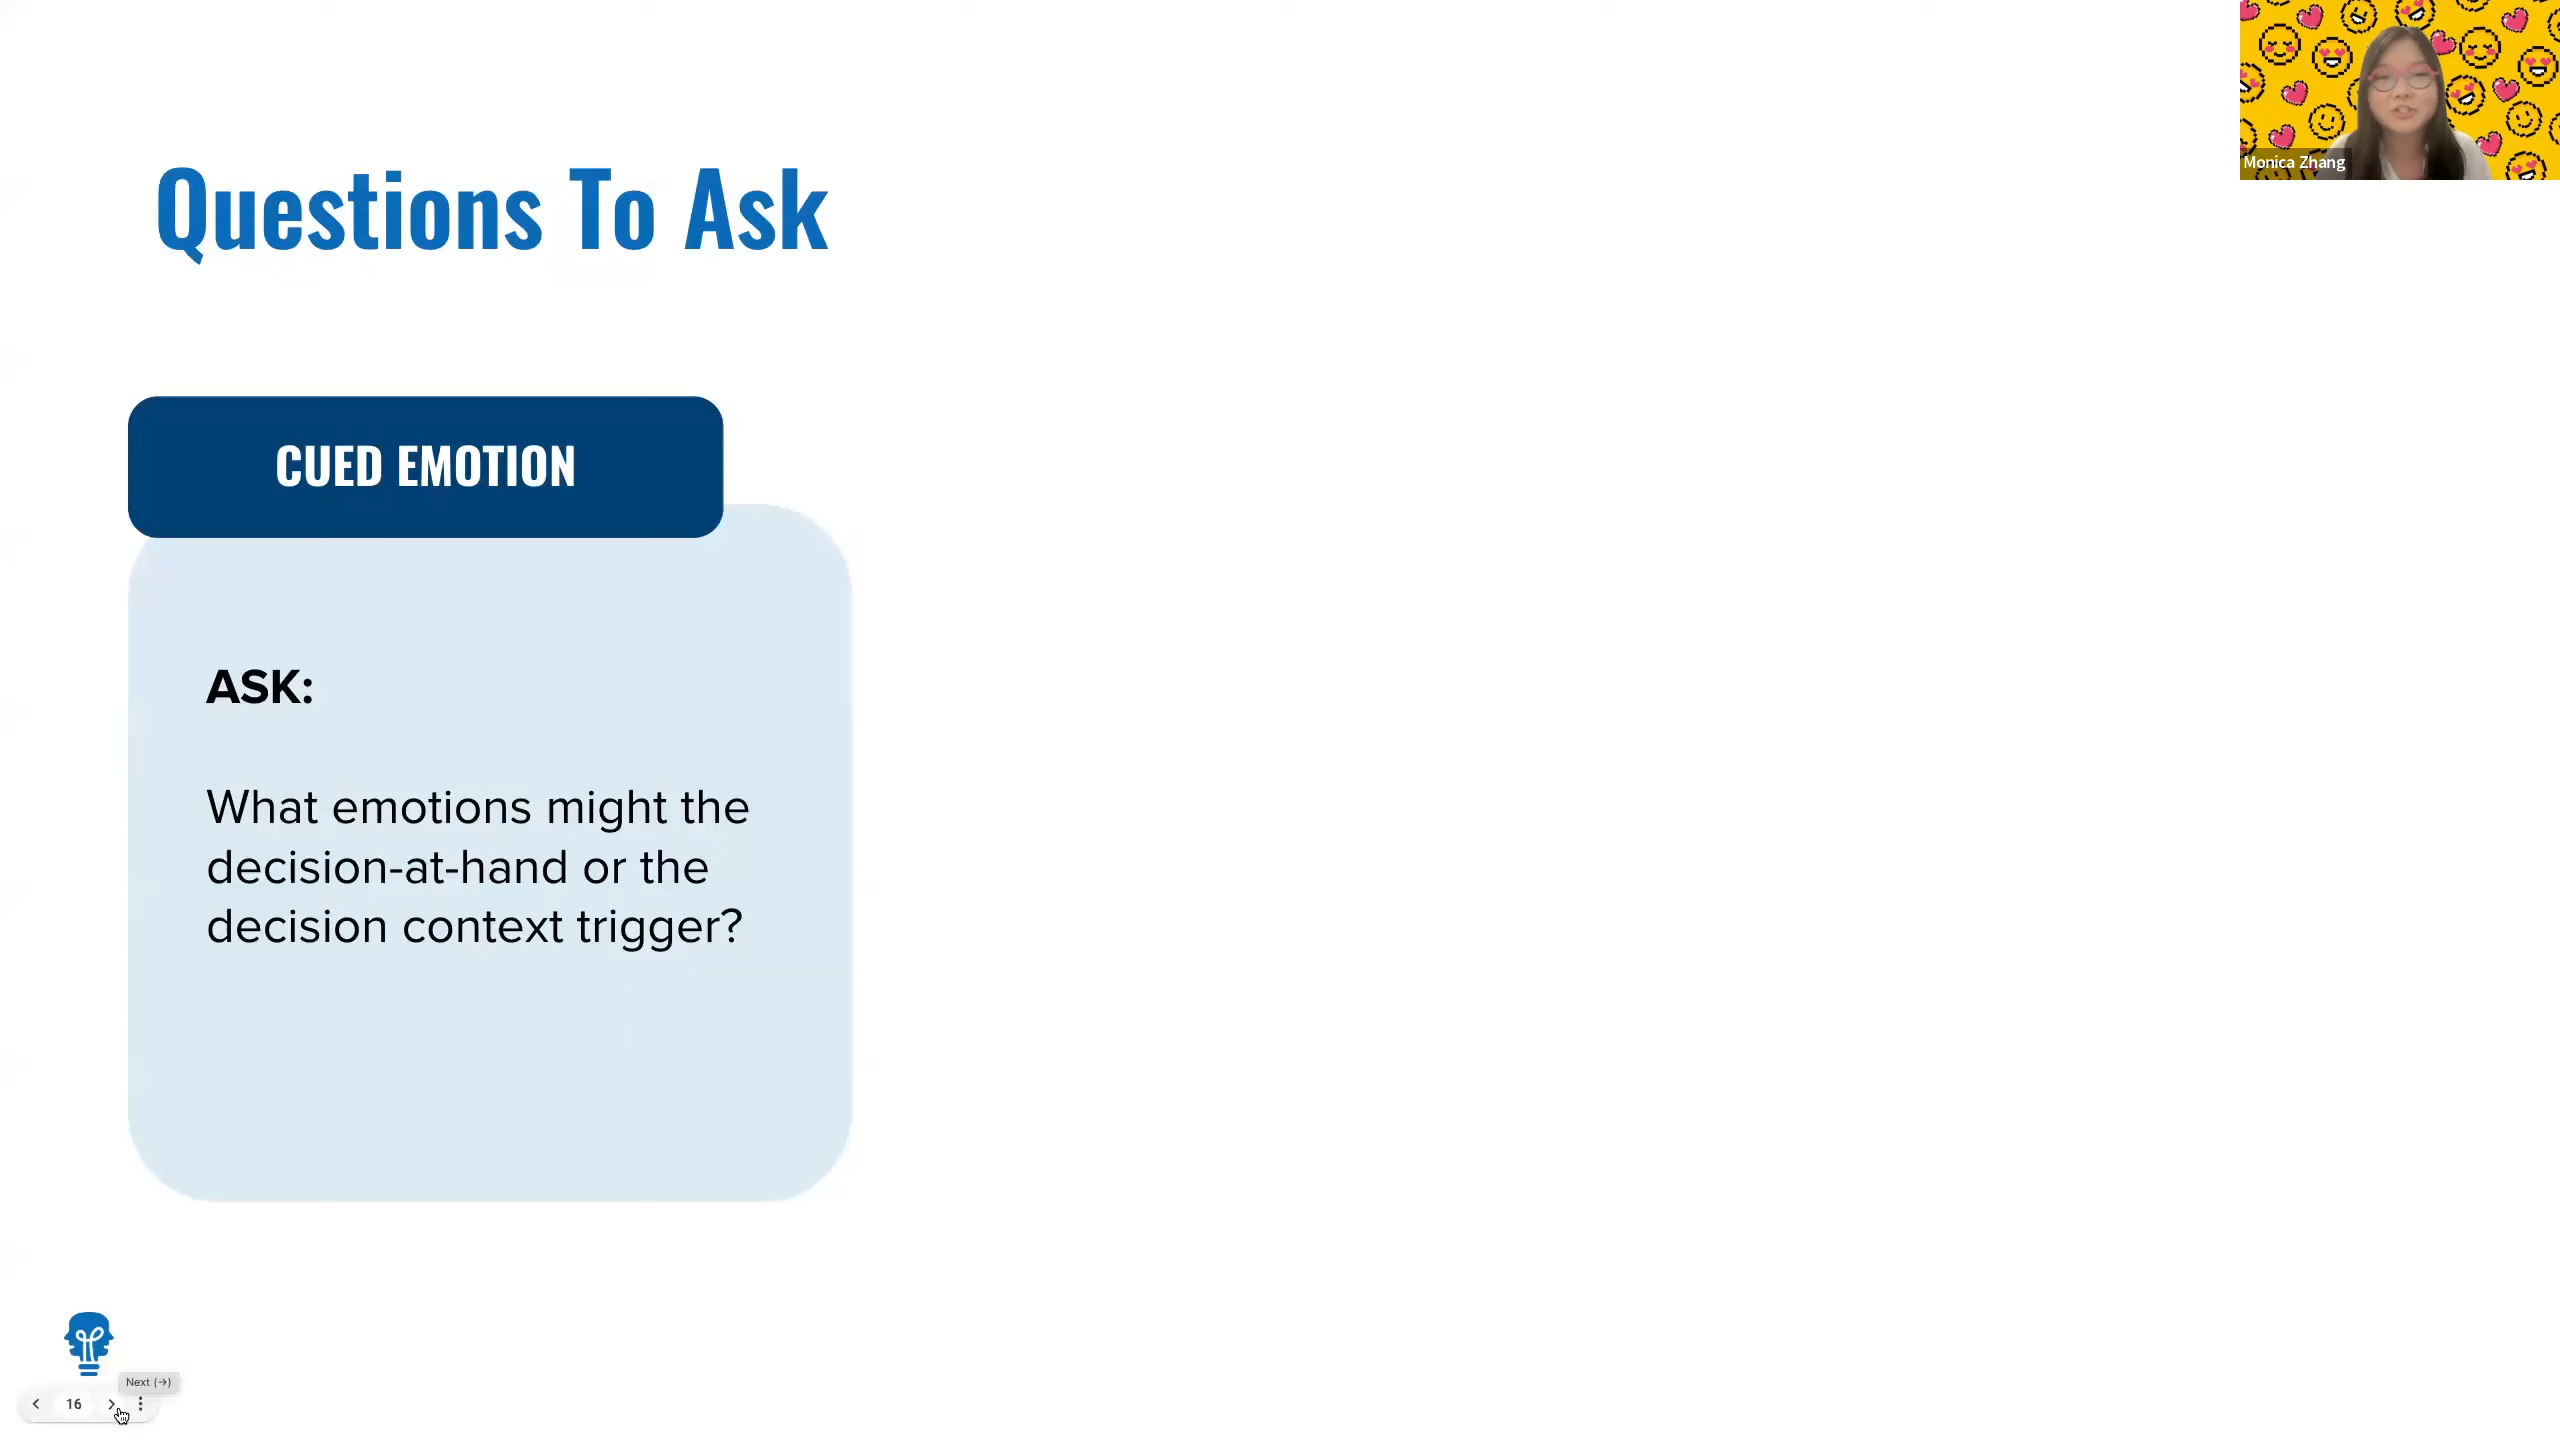 Monica Zhang
Questions To Ask
CUED EMOTION
ASK:
What emotions might the
decision-at-hand or the
decision context trigger?
Next (→)
16